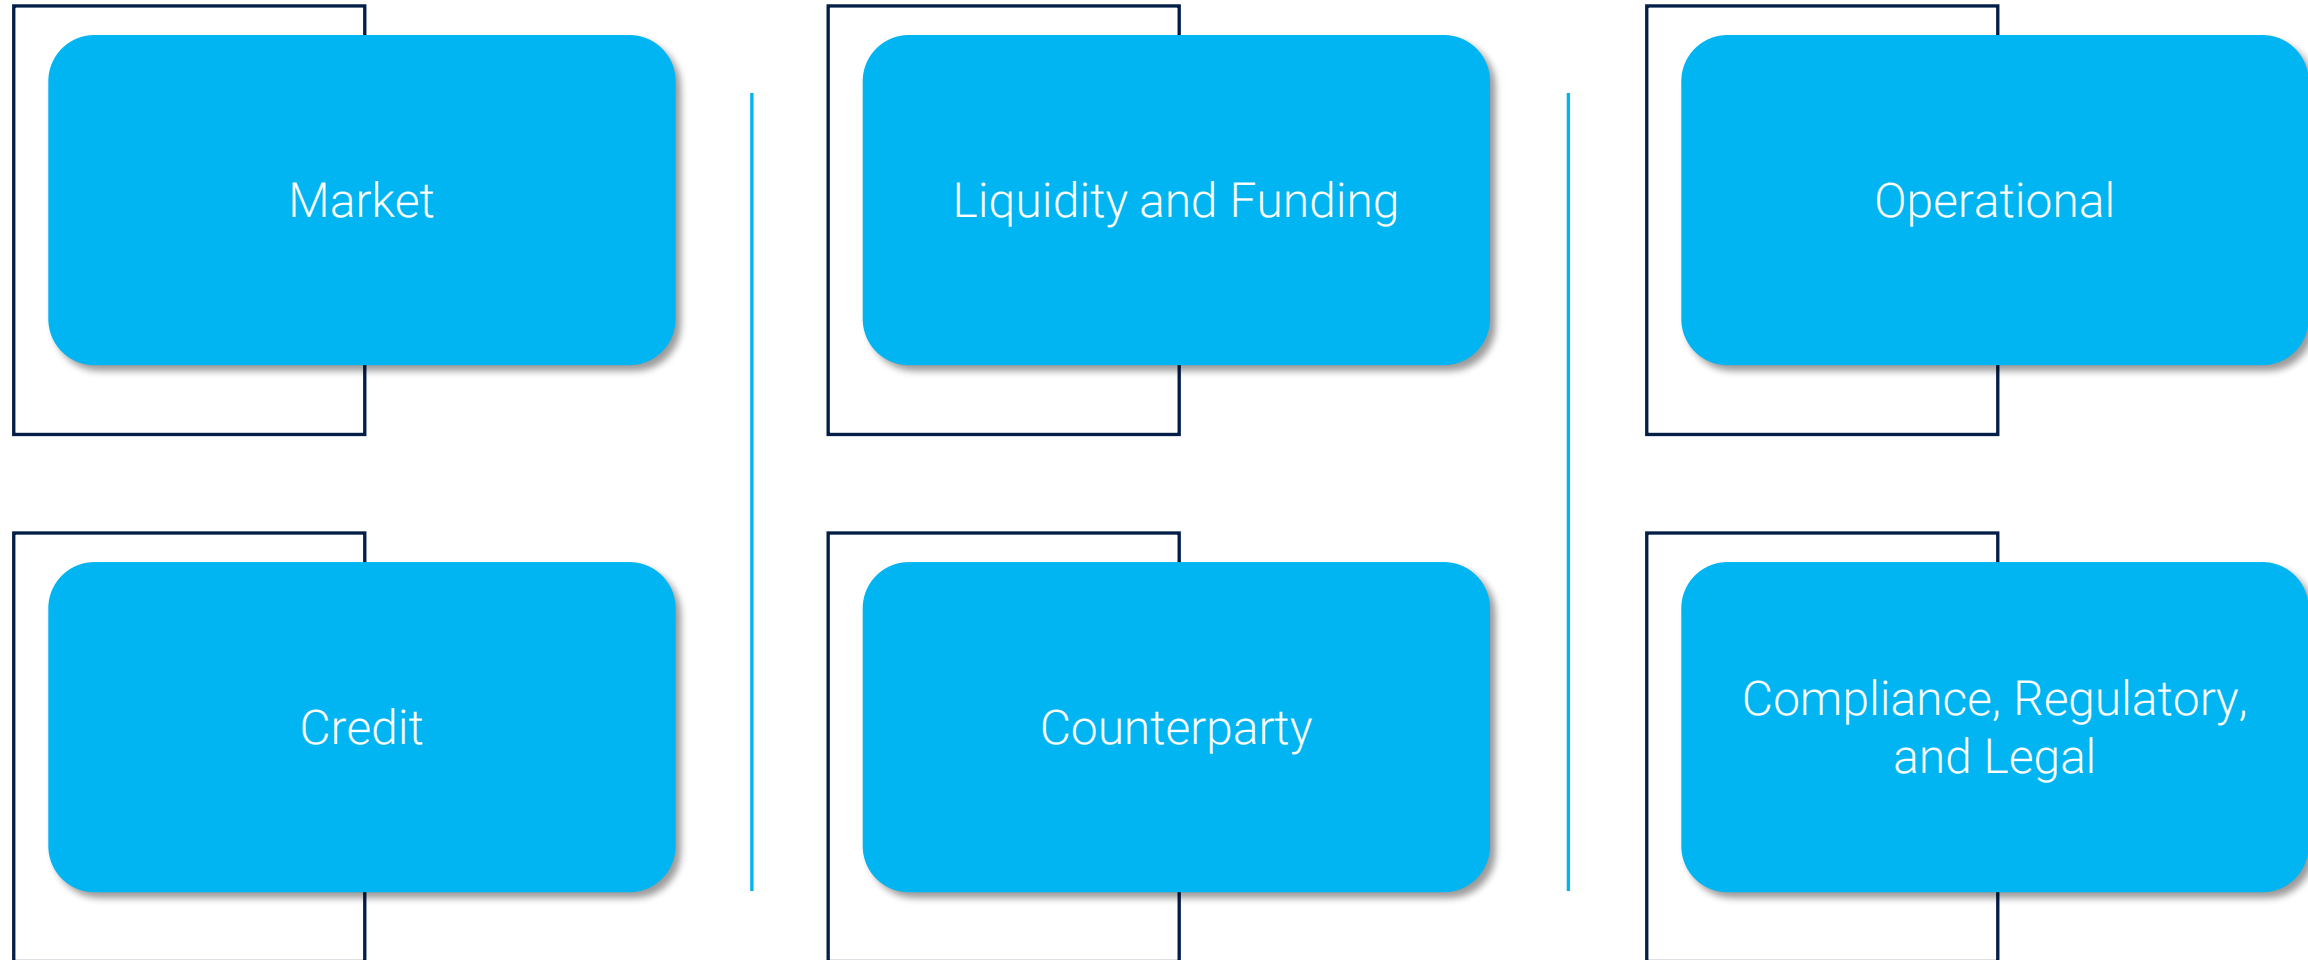 Market
Liquidity and Funding
Operational
Credit
Counterparty
Compliance, Regulatory,
and Legal